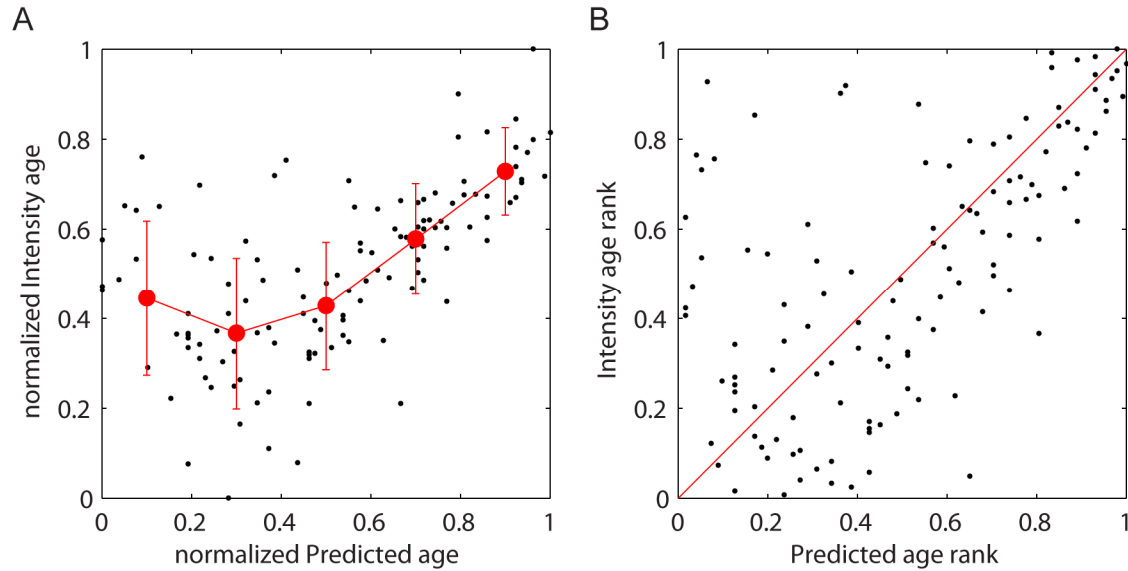 A
B
1
0.8
0.6
0.4
0.2
0
normalized Intensity age
0 0.2 0.4 0.6 0.8 1
normalized Predicted age
1
0.8
0.6
0.4
0.2
0
Intensity age rank
0 0.2 0.4 0.6 0.8 1
Predicted age rank